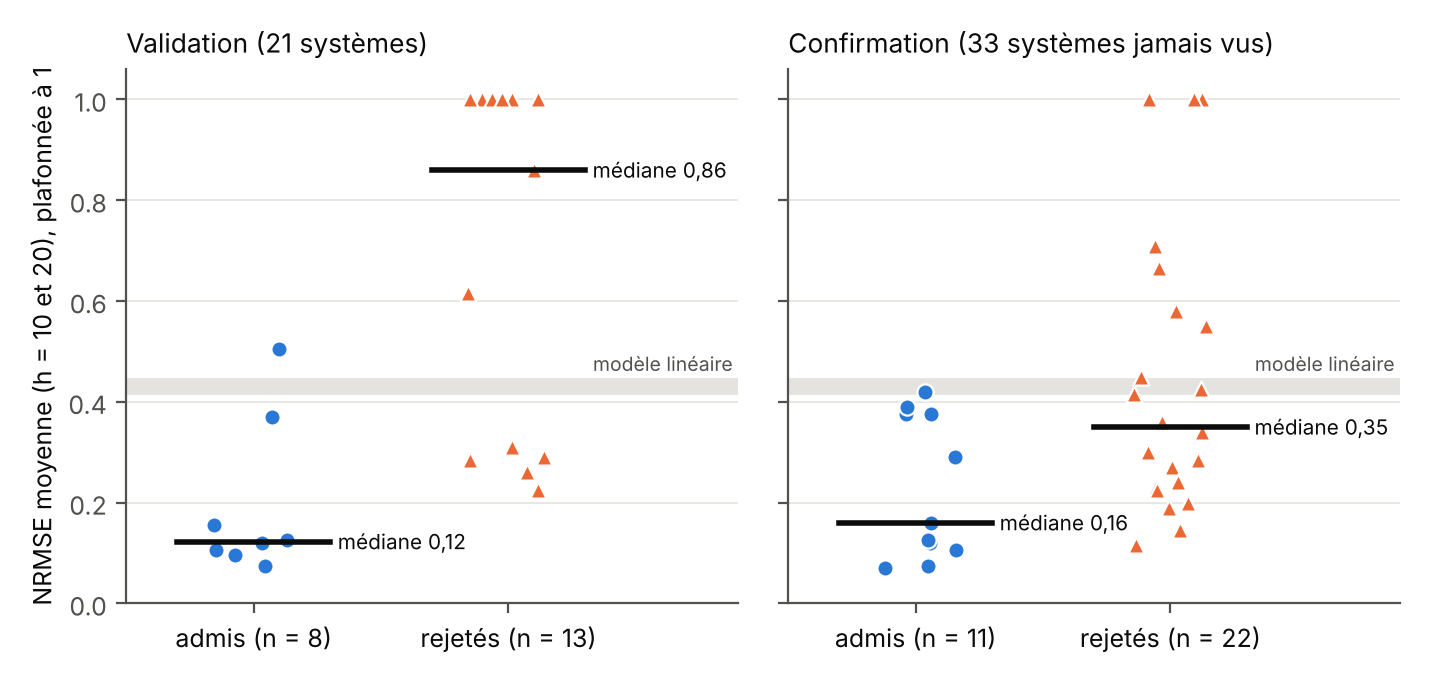 Validation (21 systèmes)
Confirmation (33 systèmes jamais vus)
NRMSE moyenne (h = 10 et 20), plafonnée à 1
1.0
0.8
0.6
0.4
0.2
0.0
médiane 0,86
modèle linéaire
médiane 0,12
modèle linéaire
médiane 0,35
médiane 0,16
admis (n = 8)
rejetés (n = 13)
admis (n = 11)
rejetés (n = 22)